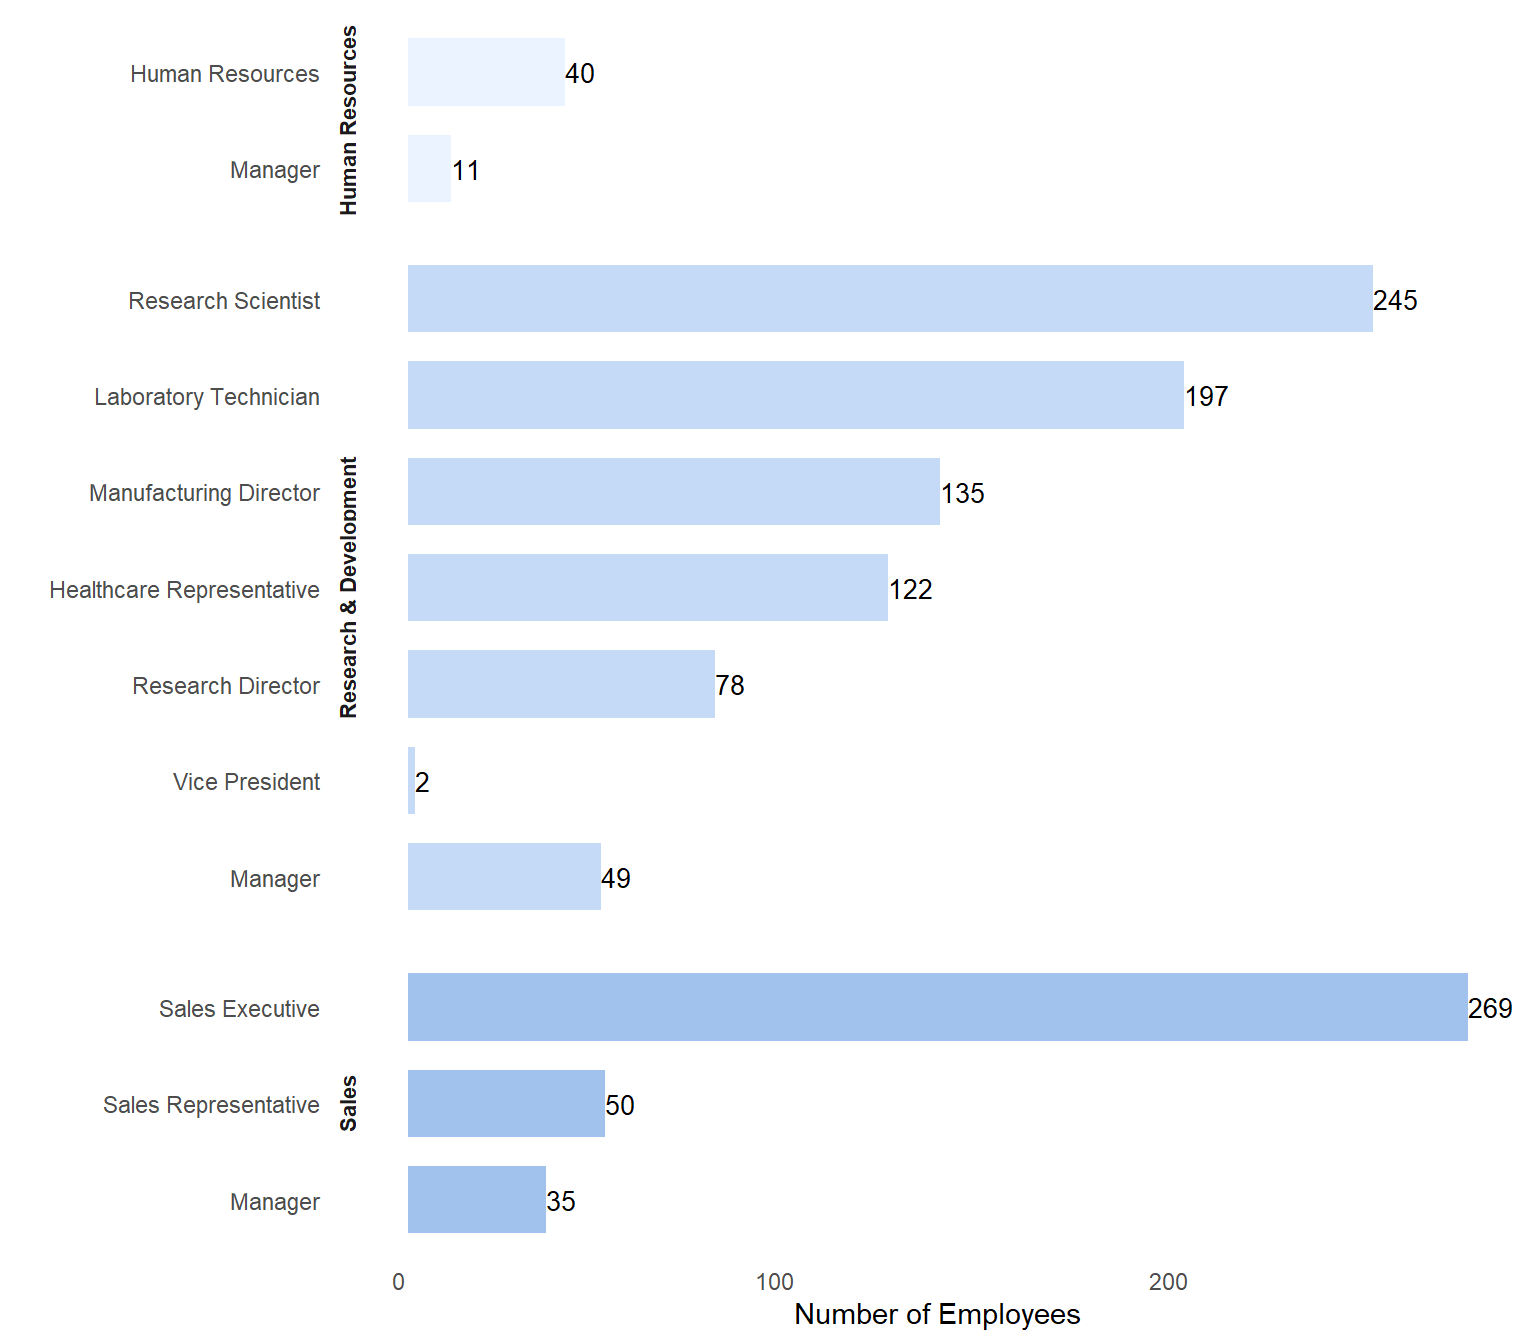 Human Resources
Human Resources
40
Manager
11
Research & Development
Research Scientist
245
Laboratory Technician
197
Manufacturing Director
135
Healthcare Representative
122
Research Director
78
Vice President
2
Manager
49
Sales
Sales Executive
269
Sales Representative
50
Manager
35
0 100 200
Number of Employees